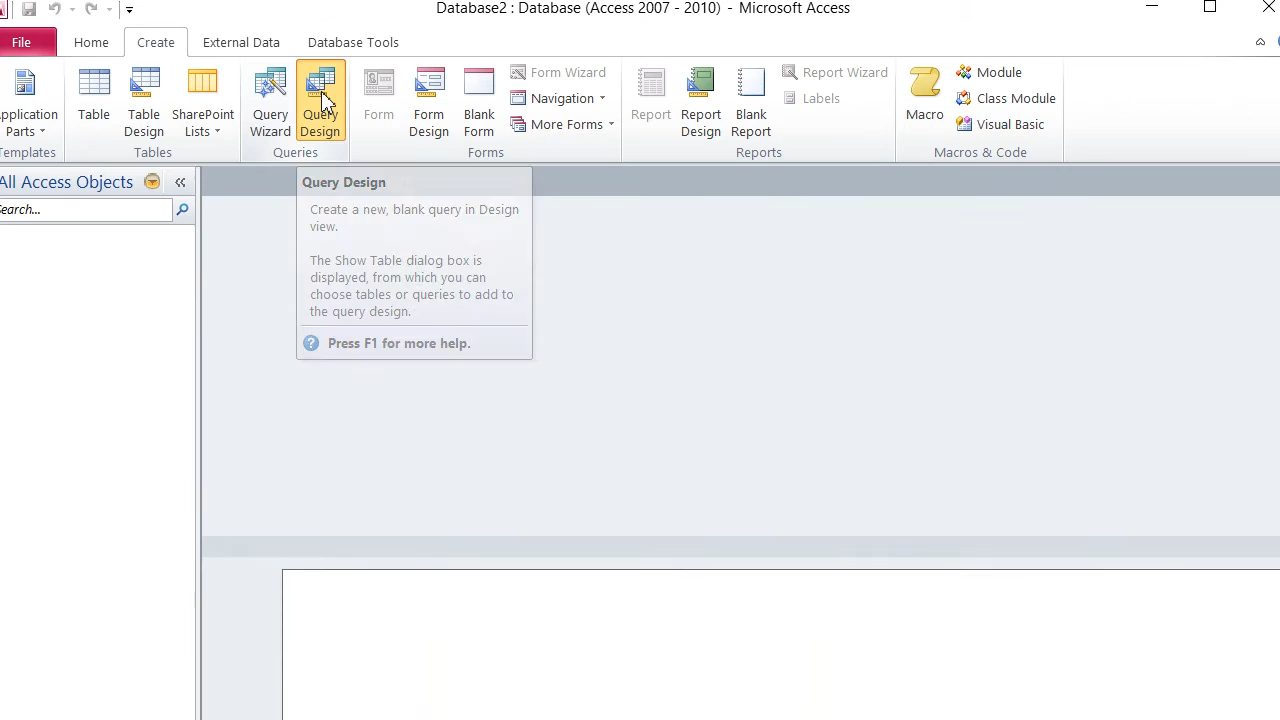 Database2 : Database (Access 2007 - 2010) - Microsoft Access
File Home Create External Data Database Tools
Application Parts
Templates
Table
Table Design
SharePoint Lists
Tables
Query Wizard
Query Design
Queries
Form
Form Design
Blank Form
Form Wizard
Navigation
More Forms
Forms
Report
Report Design
Blank Report
Report Wizard
Labels
Reports
Macro
Module
Class Module
Visual Basic
Macros & Code
All Access Objects
Search...
Query Design
Create a new, blank query in Design
view.
The Show Table dialog box is
displayed, from which you can
choose tables or queries to add to
the query design.
Press F1 for more help.